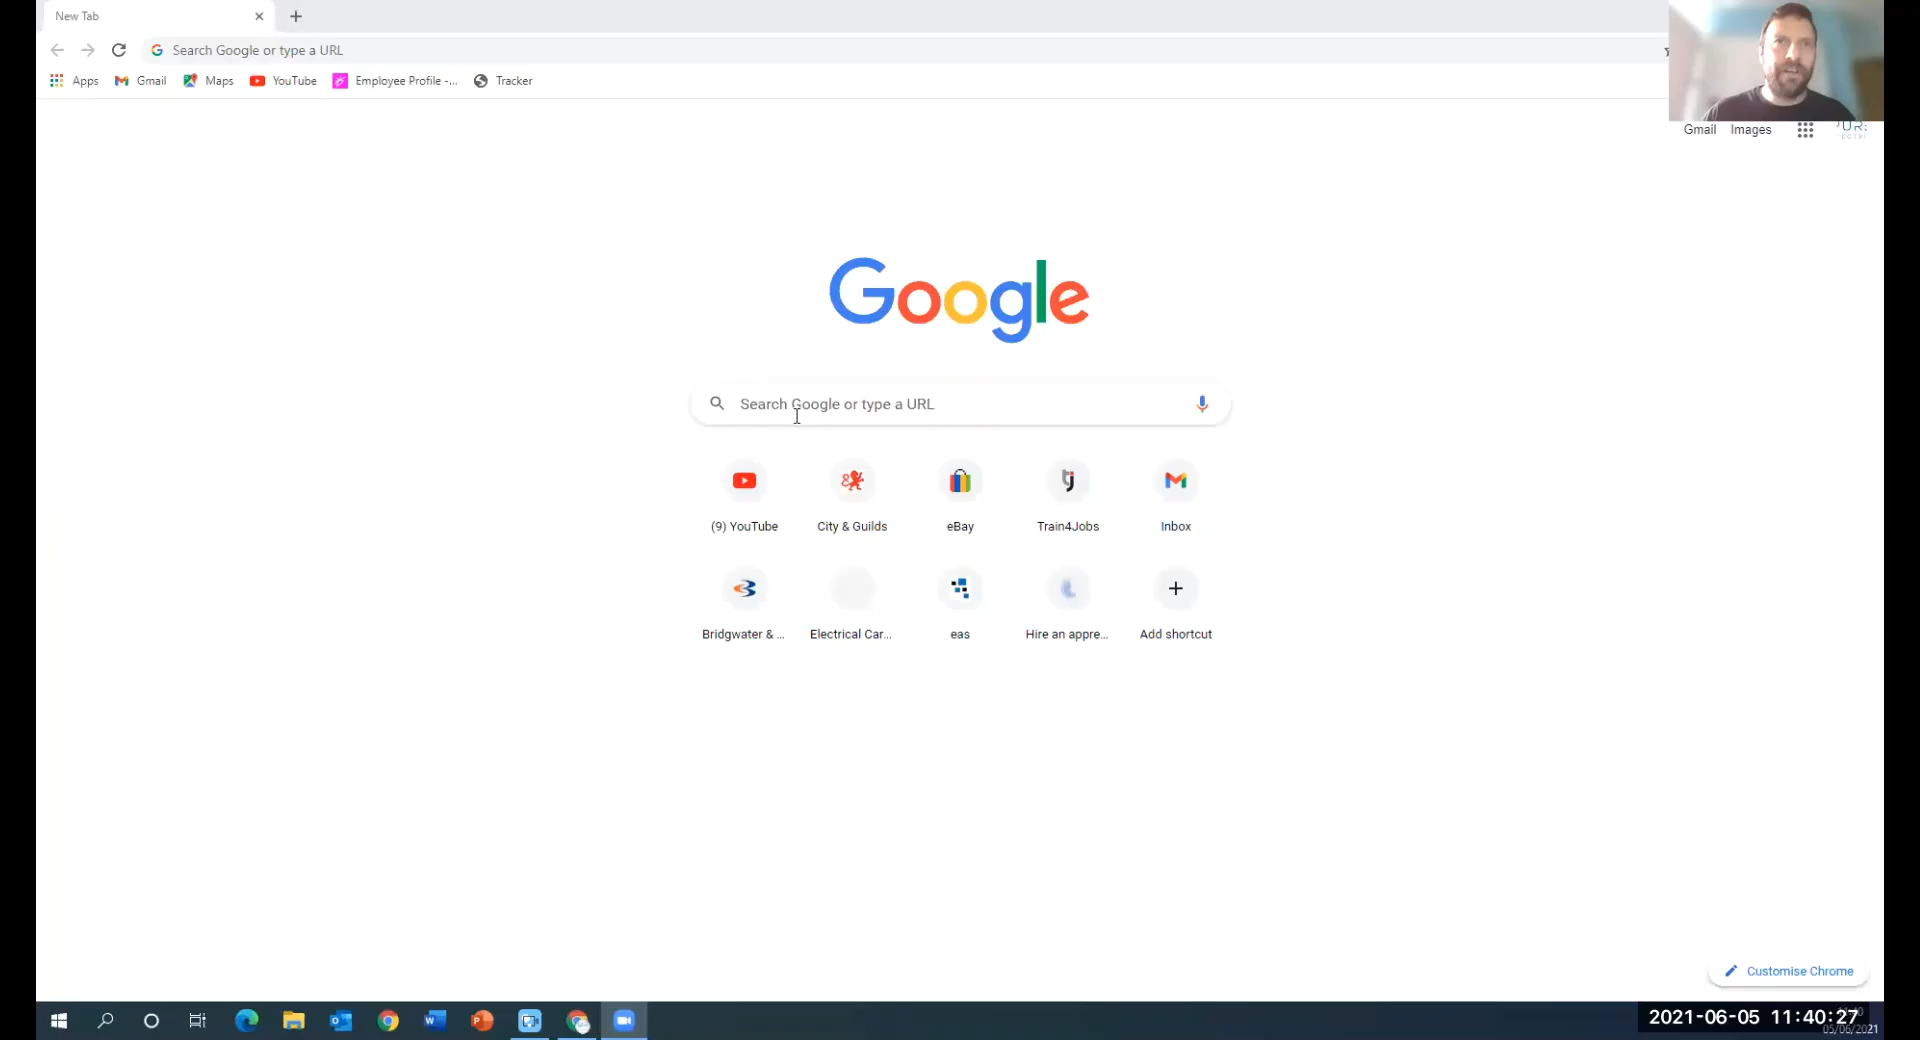 New Tab
Search Google or type a URL
Apps Gmail Maps YouTube Employee Profile -... Tracker
Gmail Images
Google
Search Google or type a URL
(9) YouTube City & Guilds eBay Train4Jobs Inbox
Bridgwater & ... Electrical Car... eas Hire an appre... Add shortcut
Customise Chrome
2021-06-05 11:40:27
05/06/2021